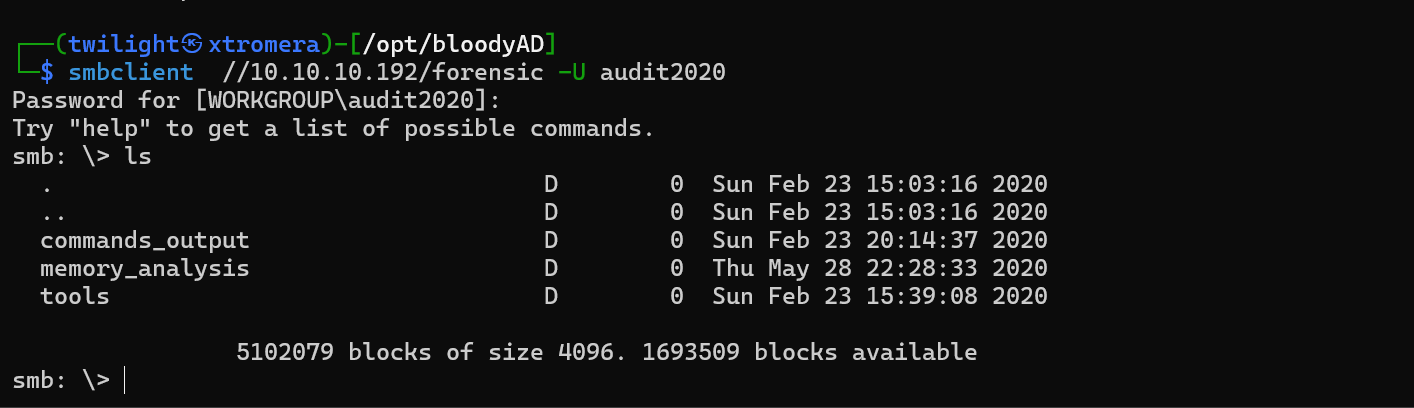 ┌──(twilight㉿xtromera)-[/opt/bloodyAD]
└─$ smbclient  //10.10.10.192/forensic -U audit2020
Password for [WORKGROUP\audit2020]:
Try "help" to get a list of possible commands.
smb: \> ls
  .                                   D        0  Sun Feb 23 15:03:16 2020
  ..                                  D        0  Sun Feb 23 15:03:16 2020
  commands_output                     D        0  Sun Feb 23 20:14:37 2020
  memory_analysis                     D        0  Thu May 28 22:28:33 2020
  tools                               D        0  Sun Feb 23 15:39:08 2020
                5102079 blocks of size 4096. 1693509 blocks available
smb: \>